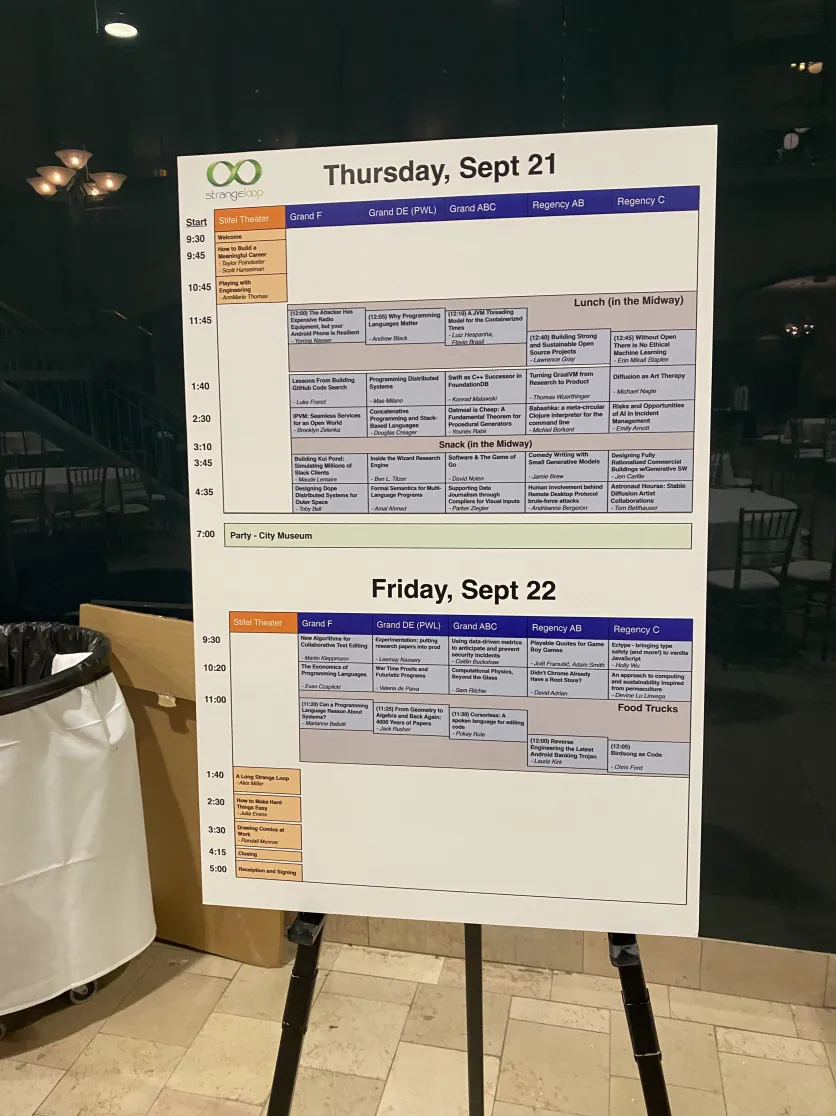 strangeloop
Thursday, Sept 21
Start
Stifel Theater
Grand F
Grand DE (PWL)
Grand ABC
Regency AB
Regency C
9:30
Welcome
9:45
How to Build a
Meaningful Career
- Taylor Poindexter
- Scott Hanselman
10:45
Playing with
Engineering
- AnnMarie Thomas
11:45
Lunch (in the Midway)
(12:00) The Attacker Has
Expensive Radio
Equipment, but your
Android Phone is Resilient
- Yomna Nasser
(12:05) Why Programming
Languages Matter
- Andrew Black
(12:10) A JVM Threading
Model for the Containerized
Times
- Luiz Hespanha,
Flavio Brasil
(12:40) Building Strong
and Sustainable Open
Source Projects
- Lawrence Gray
(12:45) Without Open
There Is No Ethical
Machine Learning
- Erin Mikail Staples
1:40
Lessons From Building
GitHub Code Search
- Luke Francl
Programming Distributed
Systems
- Mae Milano
Swift as C++ Successor in
FoundationDB
- Konrad Malawski
Turning GraalVM from
Research to Product
- Thomas Wuerthinger
Diffusion as Art Therapy
- Michael Nagle
2:30
IPVM: Seamless Services
for an Open World
- Brooklyn Zelenka
Concatenative
Programming and Stack-
Based Languages
- Douglas Creager
Oatmeal is Cheap: A
Fundamental Theorem for
Procedural Generators
- Younès Rabii
Babashka: a meta-circular
Clojure interpreter for the
command line
- Michiel Borkent
Risks and Opportunities
of AI in Incident
Management
- Emily Arnott
3:10
Snack (in the Midway)
3:45
Building Koi Pond:
Simulating Millions of
Slack Clients
- Maude Lemaire
Inside the Wizard Research
Engine
- Ben L. Titzer
Software & The Game of
Go
- David Nolen
Comedy Writing with
Small Generative Models
- Jamie Brew
Designing Fully
Rationalized Commercial
Buildings w/Generative SW
- Jen Carlile
4:35
Designing Dope
Distributed Systems for
Outer Space
- Toby Bell
Formal Semantics for Multi-
Language Programs
- Amal Ahmed
Supporting Data
Journalism through
Compilers for Visual Inputs
- Parker Ziegler
Human involvement behind
Remote Desktop Protocol
brute-force attacks
- Andréanne Bergeron
Astronaut Hourae: Stable
Diffusion Artist
Collaborations
- Tom Betthauser
7:00
Party - City Museum
Friday, Sept 22
Stifel Theater
Grand F
Grand DE (PWL)
Grand ABC
Regency AB
Regency C
9:30
New Algorithms for
Collaborative Text Editing
- Martin Kleppmann
Experimentation: putting
research papers into prod
- Leemay Nassery
Using data-driven metrics
to anticipate and prevent
security incidents
- Caitlin Buckshaw
Playable Quotes for Game
Boy Games
- Joël Franušić, Adam Smith
Ectype - bringing type
safety (and more!) to vanilla
JavaScript
- Holly Wu
10:20
The Economics of
Programming Languages
- Evan Czaplicki
War Time Proofs and
Futuristic Programs
- Valeria de Paiva
Computational Physics,
Beyond the Glass
- Sam Ritchie
Didn't Chrome Already
Have a Root Store?
- David Adrian
An approach to computing
and sustainability inspired
from permaculture
- Devine Lu Linvega
11:00
Food Trucks
(11:20) Can a Programming
Language Reason About
Systems?
- Marianne Bellotti
(11:25) From Geometry to
Algebra and Back Again:
4000 Years of Papers
- Jack Rusher
(11:30) Cursorless: A
spoken language for editing
code
- Pokey Rule
(12:00) Reverse
Engineering the Latest
Android Banking Trojan
- Laurie Kirk
(12:05)
Birdsong as Code
- Chris Ford
1:40
A Long Strange Loop
- Alex Miller
2:30
How to Make Hard
Things Easy
- Julia Evans
3:30
Drawing Comics at
Work
- Randall Munroe
4:15
Closing
5:00
Reception and Signing